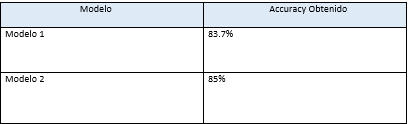 Modelo Accuracy Obtenido
Modelo 1 83.7%
Modelo 2 85%